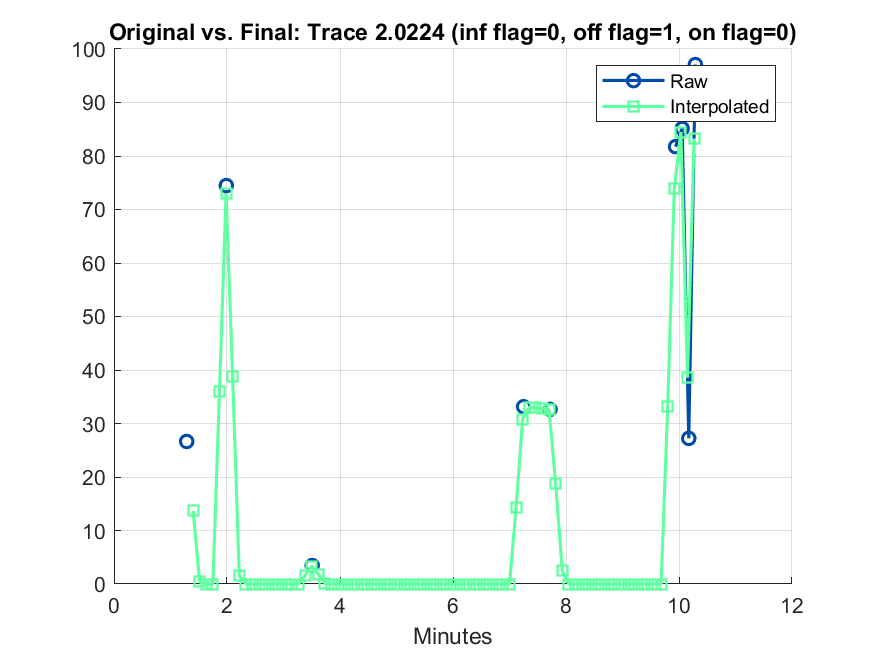 Original vs. Final: Trace 2.0224 (inf flag=0, off flag=1, on flag=0)
100
90
80
70
60
50
40
30
20
10
0
Raw
Interpolated
0 2 4 6 8 10 12
Minutes